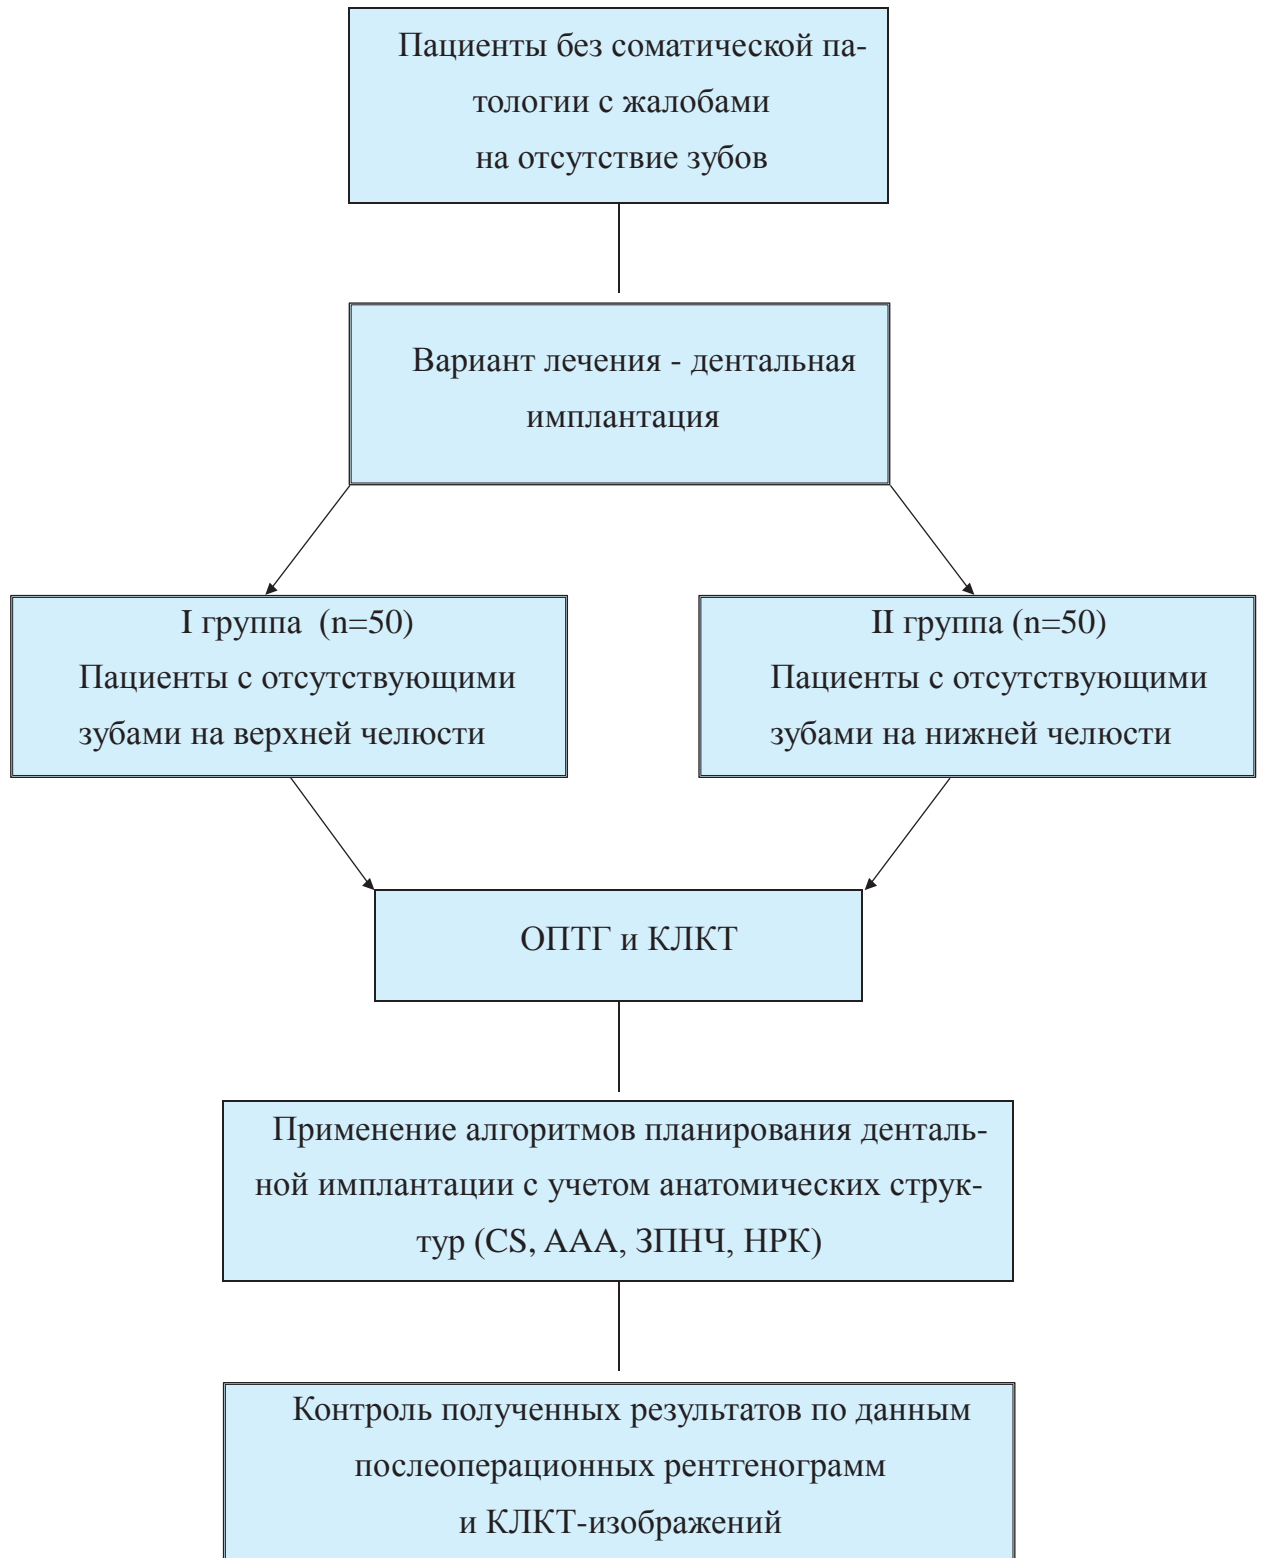 Пациенты без соматической па-
тологии с жалобами
на отсутствие зубов
Вариант лечения - дентальная
имплантация
I группа (n=50)
Пациенты с отсутствующими
зубами на верхней челюсти
II группа (n=50)
Пациенты с отсутствующими
зубами на нижней челюсти
ОПТГ и КЛКТ
Применение алгоритмов планирования денталь-
ной имплантации с учетом анатомических струк-
тур (CS, AAA, ЗПНЧ, НРК)
Контроль полученных результатов по данным
послеоперационных рентгенограмм
и КЛКТ-изображений